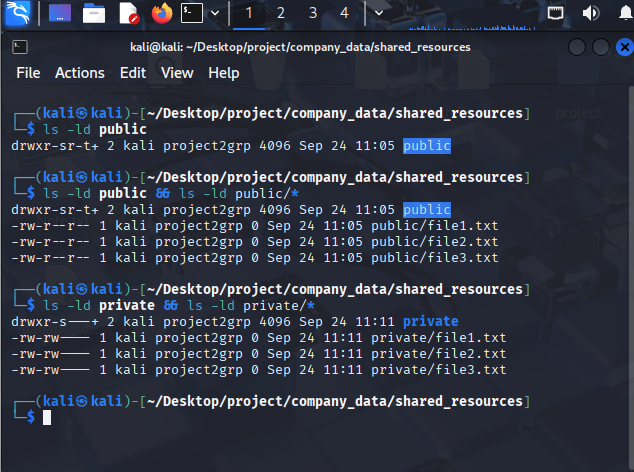 1 2 3 4
kali@kali: ~/Desktop/project/company_data/shared_resources
File Actions Edit View Help
project
┌──(kali㉿kali)-[~/Desktop/project/company_data/shared_resources]
└─$ ls -ld public
drwxr-sr-t+ 2 kali project2grp 4096 Sep 24 11:05 public
┌──(kali㉿kali)-[~/Desktop/project/company_data/shared_resources]
└─$ ls -ld public && ls -ld public/*
drwxr-sr-t+ 2 kali project2grp 4096 Sep 24 11:05 public
-rw-r--r-- 1 kali project2grp 0 Sep 24 11:05 public/file1.txt
-rw-r--r-- 1 kali project2grp 0 Sep 24 11:05 public/file2.txt
-rw-r--r-- 1 kali project2grp 0 Sep 24 11:05 public/file3.txt
┌──(kali㉿kali)-[~/Desktop/project/company_data/shared_resources]
└─$ ls -ld private && ls -ld private/*
drwxr-s---+ 2 kali project2grp 4096 Sep 24 11:11 private
-rw-rw---- 1 kali project2grp 0 Sep 24 11:11 private/file1.txt
-rw-rw---- 1 kali project2grp 0 Sep 24 11:11 private/file2.txt
-rw-rw---- 1 kali project2grp 0 Sep 24 11:11 private/file3.txt
┌──(kali㉿kali)-[~/Desktop/project/company_data/shared_resources]
└─$